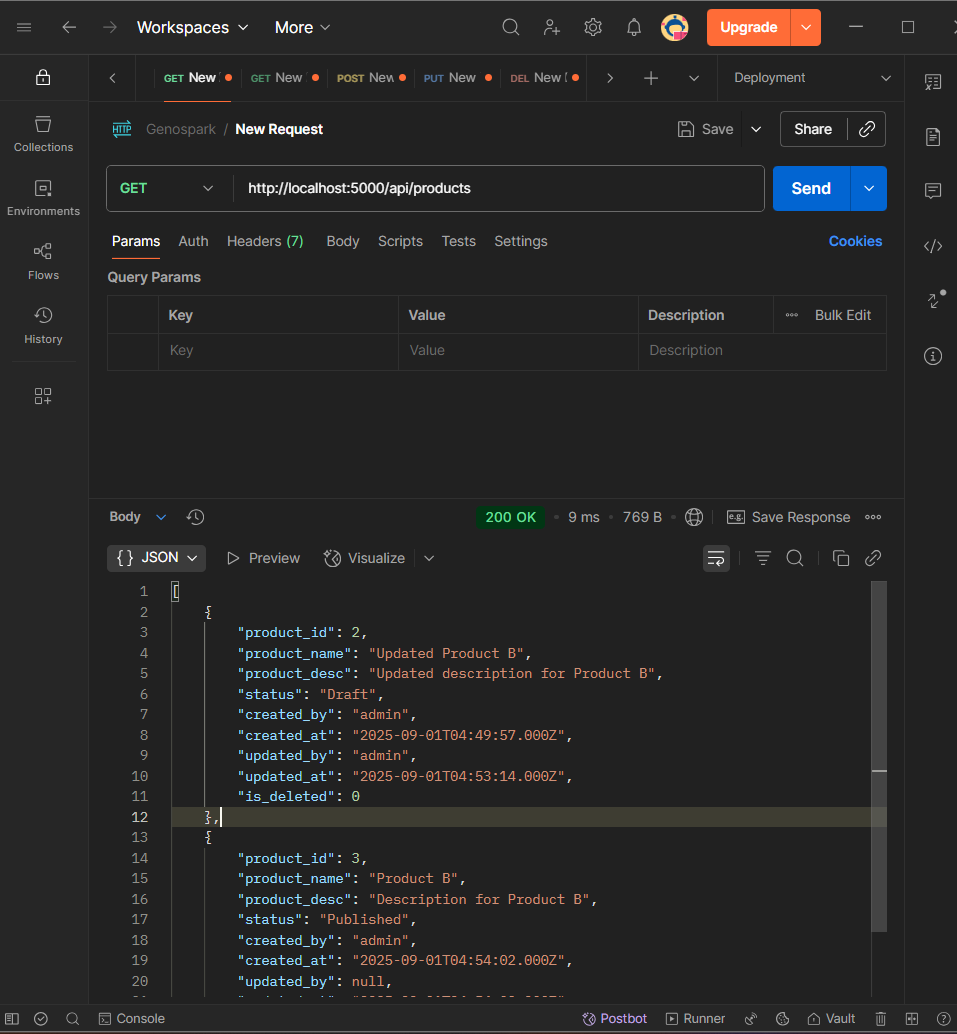 Workspaces More Upgrade
GET New GET New POST New PUT New DEL New Deployment
HTTP Genospark / New Request Save Share
Collections
Environments
Flows
History
GET http://localhost:5000/api/products Send
Params Auth Headers (7) Body Scripts Tests Settings Cookies
Query Params
Key Value Description Bulk Edit
Key Value Description
Body 200 OK 9 ms 769 B e.g. Save Response
{} JSON Preview Visualize
1 [
2 {
3 "product_id": 2,
4 "product_name": "Updated Product B",
5 "product_desc": "Updated description for Product B",
6 "status": "Draft",
7 "created_by": "admin",
8 "created_at": "2025-09-01T04:49:57.000Z",
9 "updated_by": "admin",
10 "updated_at": "2025-09-01T04:53:14.000Z",
11 "is_deleted": 0
12 },
13 {
14 "product_id": 3,
15 "product_name": "Product B",
16 "product_desc": "Description for Product B",
17 "status": "Published",
18 "created_by": "admin",
19 "created_at": "2025-09-01T04:54:02.000Z",
20 "updated_by": null,
Console Postbot Runner Vault